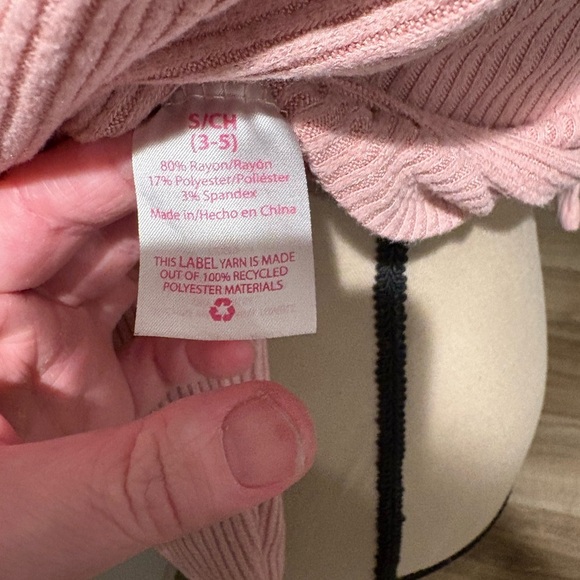 S/CH
(3-5)
80% Rayon/Rayón
17% Polyester/Poliéster
3% Spandex
Made in/Hecho en China
THIS LABEL YARN IS MADE
OUT OF 100% RECYCLED
POLYESTER MATERIALS